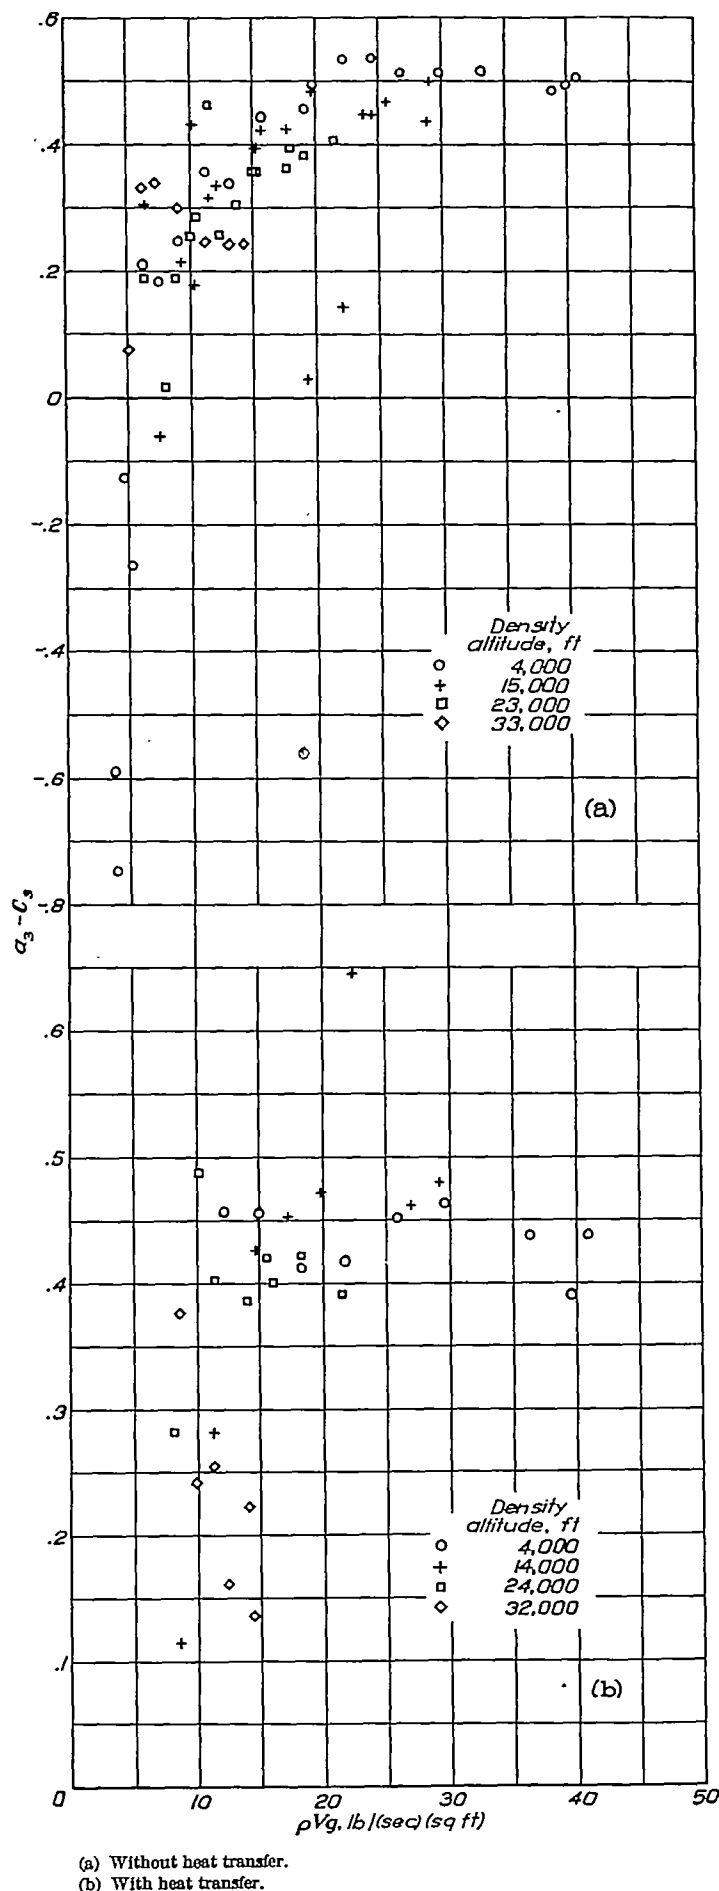 .6
.4
.2
0
-.2
-.4
-.6
-.8
Density
altitude, ft
4,000
15,000
23,000
33,000
(a)
a₃-c₃
.6
.5
.4
.3
.2
.1
Density
altitude, ft
4,000
14,000
24,000
32,000
(b)
0 10 20 30 40 50
ρVg, lb/(sec)(sq ft)
(a) Without heat transfer.
(b) With heat transfer.